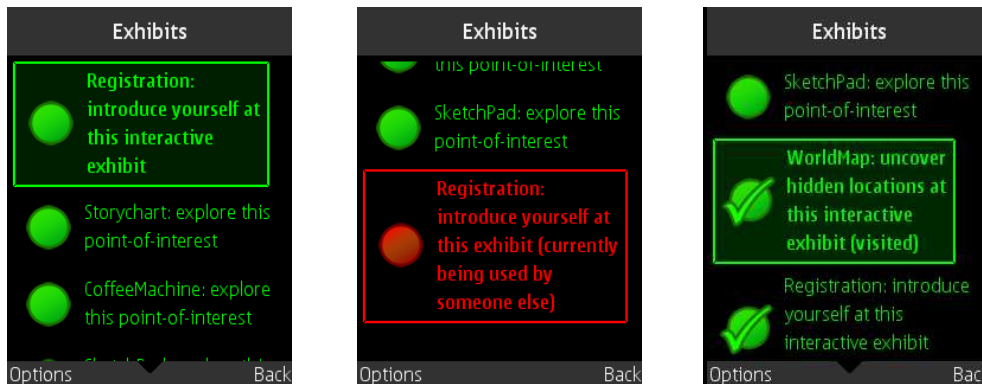 Exhibits
Registration:
introduce yourself at
this interactive
exhibit
Storychart: explore this
point-of-interest
CoffeeMachine: explore
this point-of-interest
Options
Back
Exhibits
this point-of-interest
SketchPad: explore this
point-of-interest
Registration:
introduce yourself at
this exhibit (currently
being used by
someone else)
Options
Back
Exhibits
SketchPad: explore this
point-of-interest
WorldMap: uncover
hidden locations at
this interactive
exhibit (visited)
Registration: introduce
yourself at this
interactive exhibit
Options
Bac